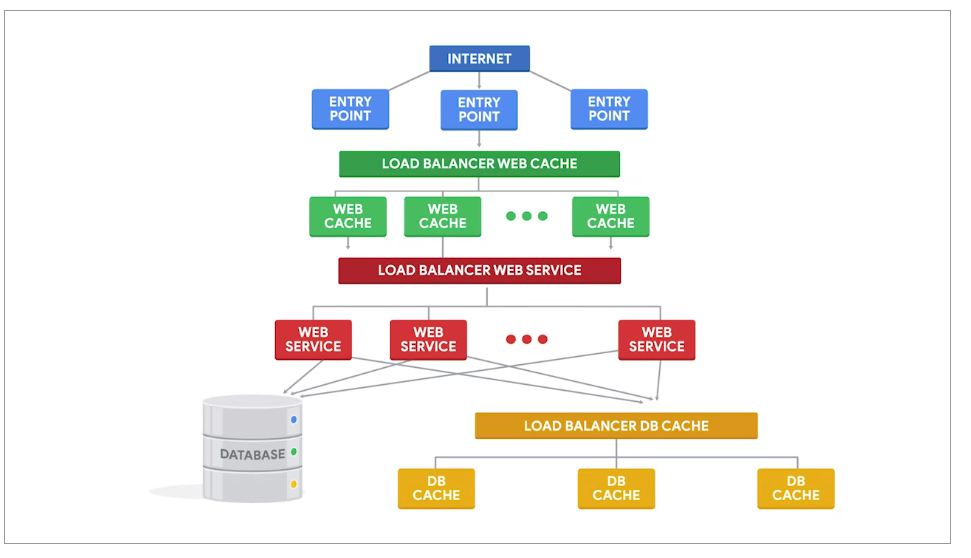 INTERNET
ENTRY
POINT
ENTRY
POINT
ENTRY
POINT
LOAD BALANCER WEB CACHE
WEB
CACHE
WEB
CACHE
WEB
CACHE
LOAD BALANCER WEB SERVICE
WEB
SERVICE
WEB
SERVICE
WEB
SERVICE
DATABASE
LOAD BALANCER DB CACHE
DB
CACHE
DB
CACHE
DB
CACHE